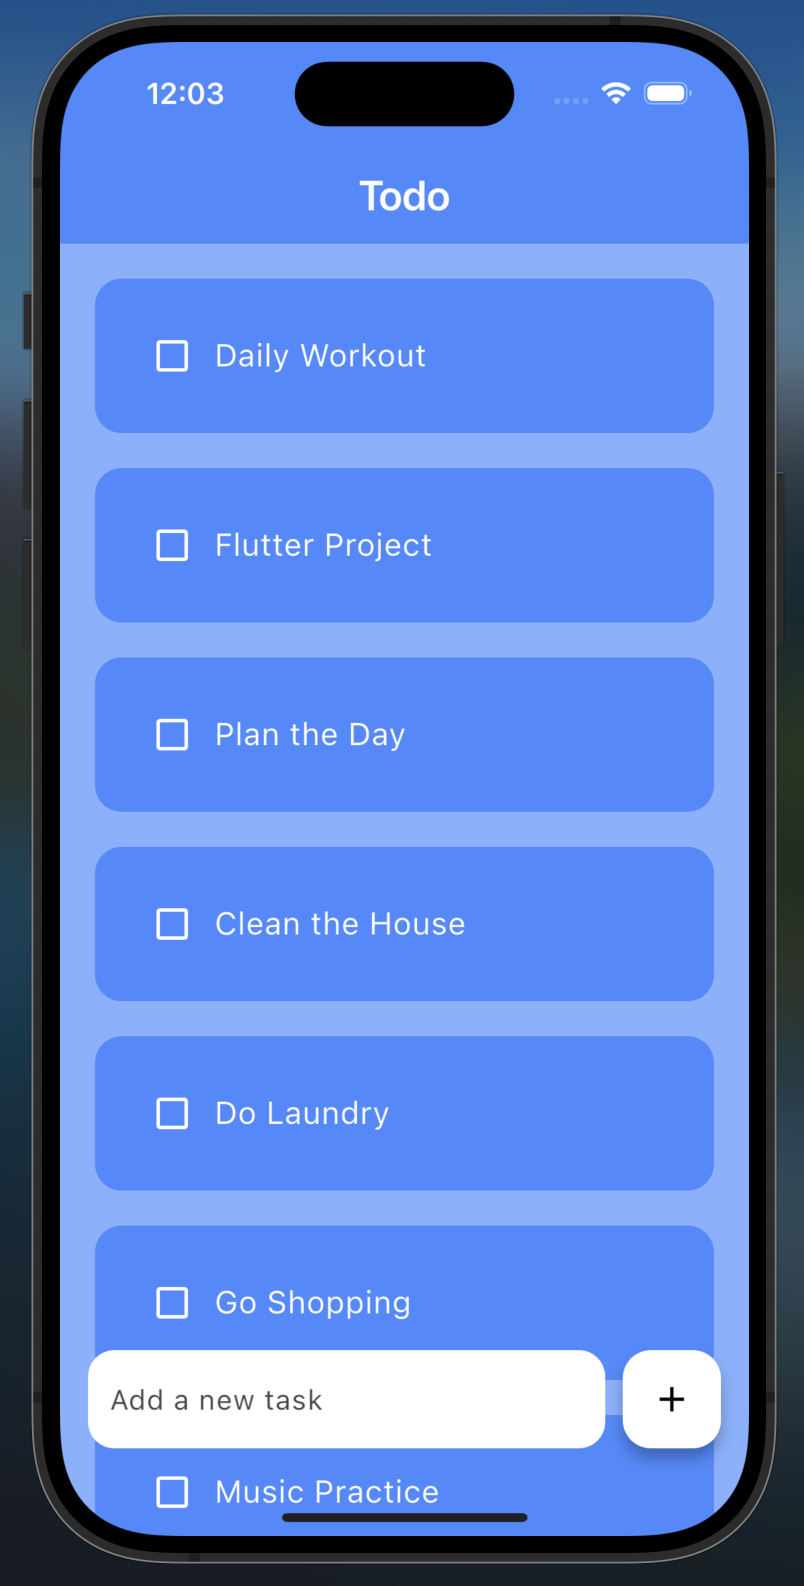 12:03
Todo
Daily Workout
Flutter Project
Plan the Day
Clean the House
Do Laundry
Go Shopping
Add a new task
+
Music Practice